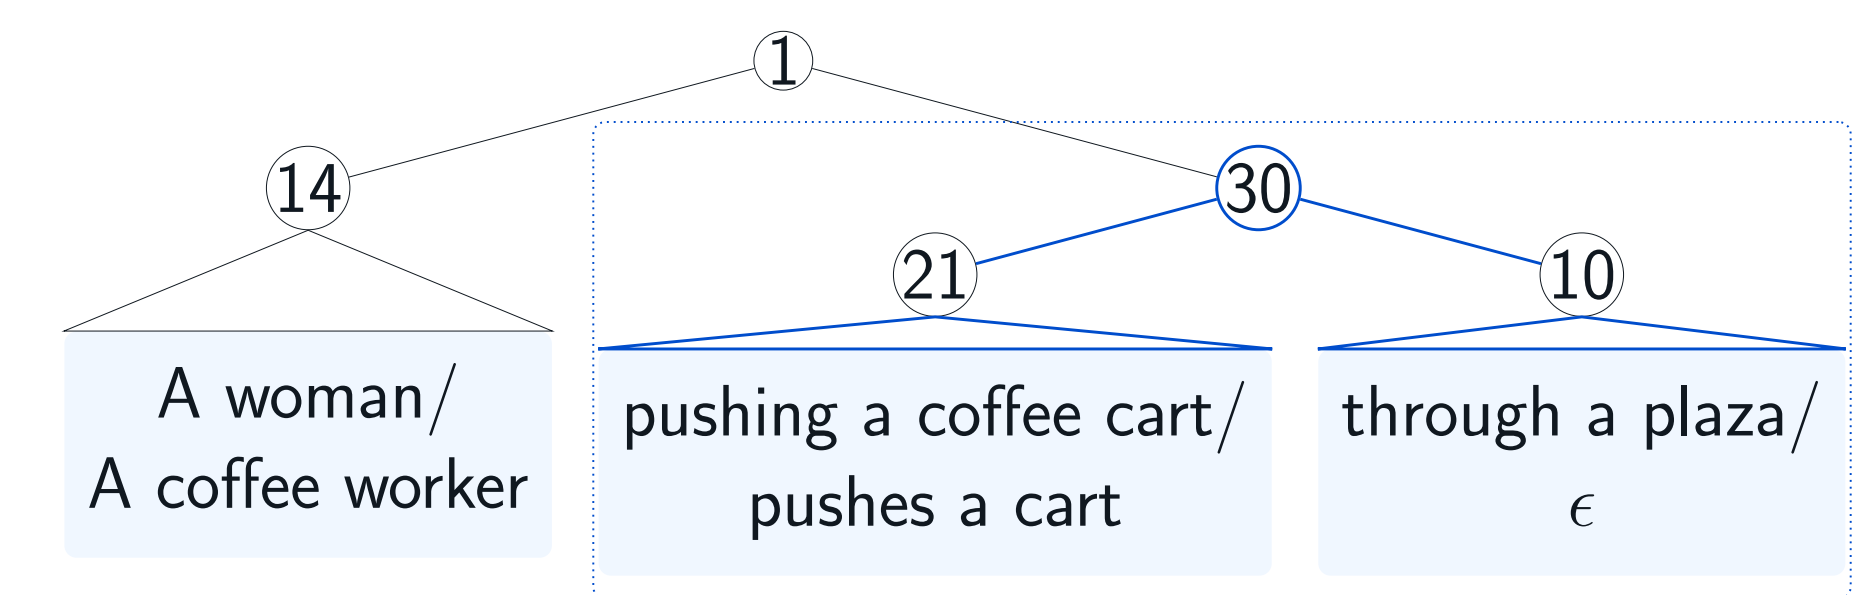 1
14
30
21
10
A woman/
A coffee worker
pushing a coffee cart/
pushes a cart
through a plaza/
ϵ